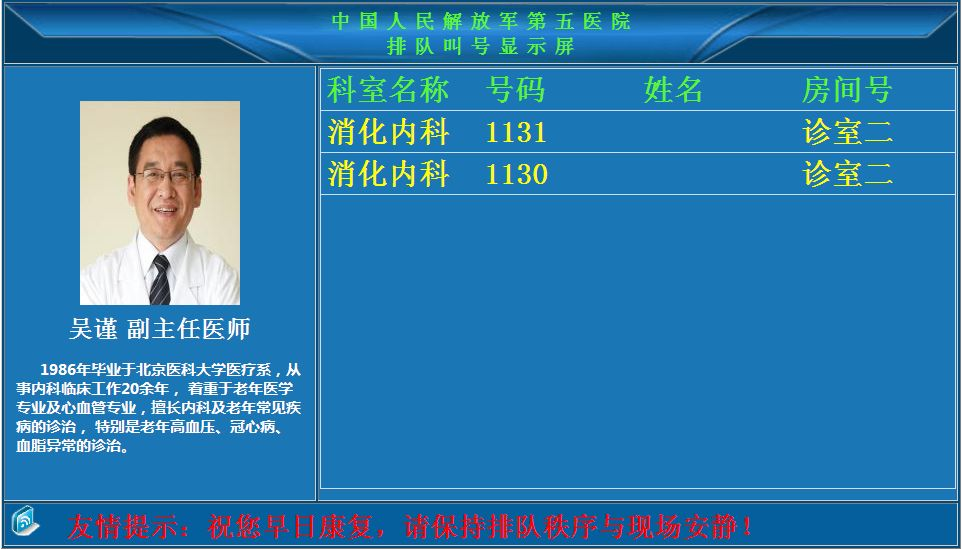 中国人民解放军第五医院
排队叫号显示屏
吴谨 副主任医师
1986年毕业于北京医科大学医疗系，从
事内科临床工作20余年， 着重于老年医学
专业及心血管专业，擅长内科及老年常见疾
病的诊治， 特别是老年高血压、冠心病、
血脂异常的诊治。
科室名称 号码 姓名 房间号
消化内科 1131 诊室二
消化内科 1130 诊室二
友情提示：祝您早日康复，请保持排队秩序与现场安静！